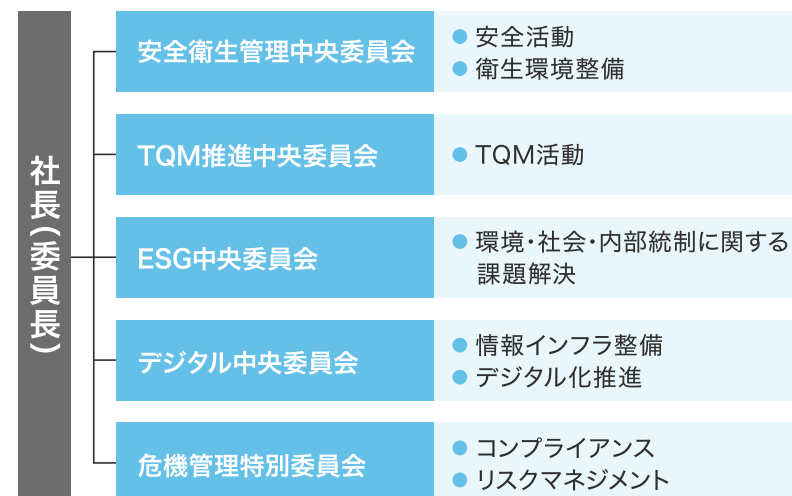 社長(委員長)
安全衛生管理中央委員会
● 安全活動
● 衛生環境整備
TQM推進中央委員会
● TQM活動
ESG中央委員会
● 環境・社会・内部統制に関する
課題解決
デジタル中央委員会
● 情報インフラ整備
● デジタル化推進
危機管理特別委員会
● コンプライアンス
● リスクマネジメント